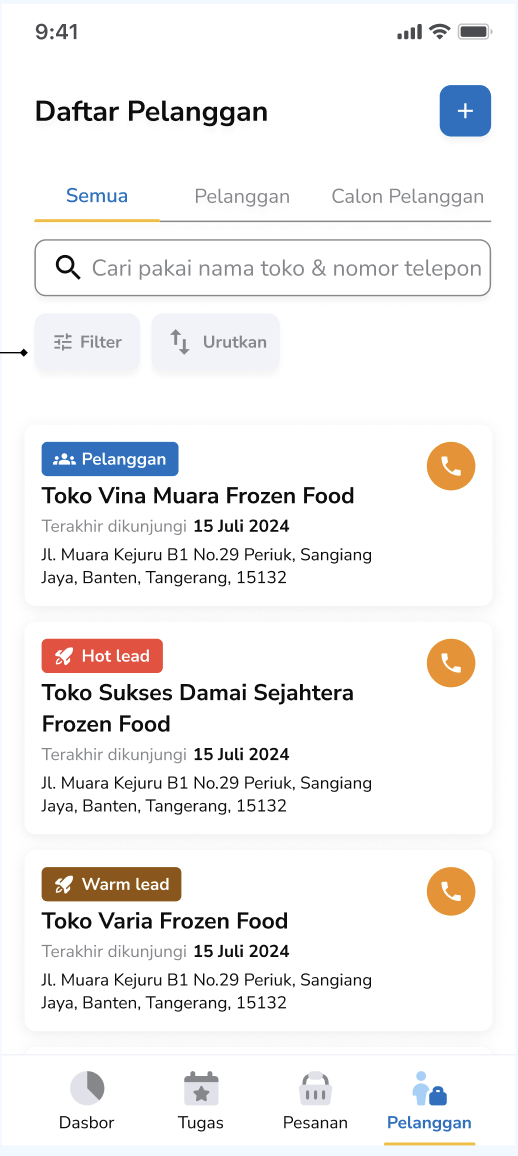 9:41
Daftar Pelanggan
+
Semua Pelanggan Calon Pelanggan
Cari pakai nama toko & nomor telepon
Filter Urutkan
Pelanggan
Toko Vina Muara Frozen Food
Terakhir dikunjungi 15 Juli 2024
Jl. Muara Kejuru B1 No.29 Periuk, Sangiang
Jaya, Banten, Tangerang, 15132
Hot lead
Toko Sukses Damai Sejahtera
Frozen Food
Terakhir dikunjungi 15 Juli 2024
Jl. Muara Kejuru B1 No.29 Periuk, Sangiang
Jaya, Banten, Tangerang, 15132
Warm lead
Toko Varia Frozen Food
Terakhir dikunjungi 15 Juli 2024
Jl. Muara Kejuru B1 No.29 Periuk, Sangiang
Jaya, Banten, Tangerang, 15132
Dasbor Tugas Pesanan Pelanggan